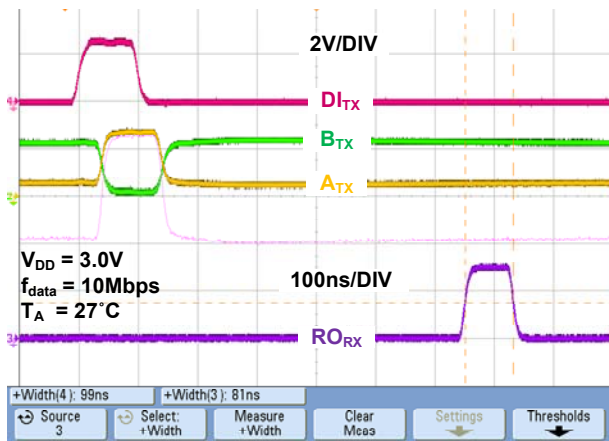 2V/DIV
DITX
BTX
ATX
VDD = 3.0V
fdata = 10Mbps
TA = 27˚C
100ns/DIV
RORX
+Width(4): 99ns
+Width(3): 81ns
Source
3
Select:
+Width
Measure
+Width
Clear
Meas
Settings
Thresholds